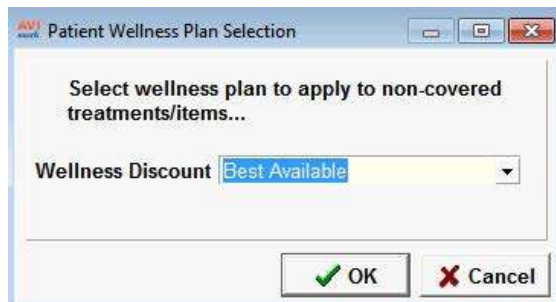 AVI
mark
Patient Wellness Plan Selection
Select wellness plan to apply to non-covered
treatments/items...
Wellness Discount Best Available
OK Cancel